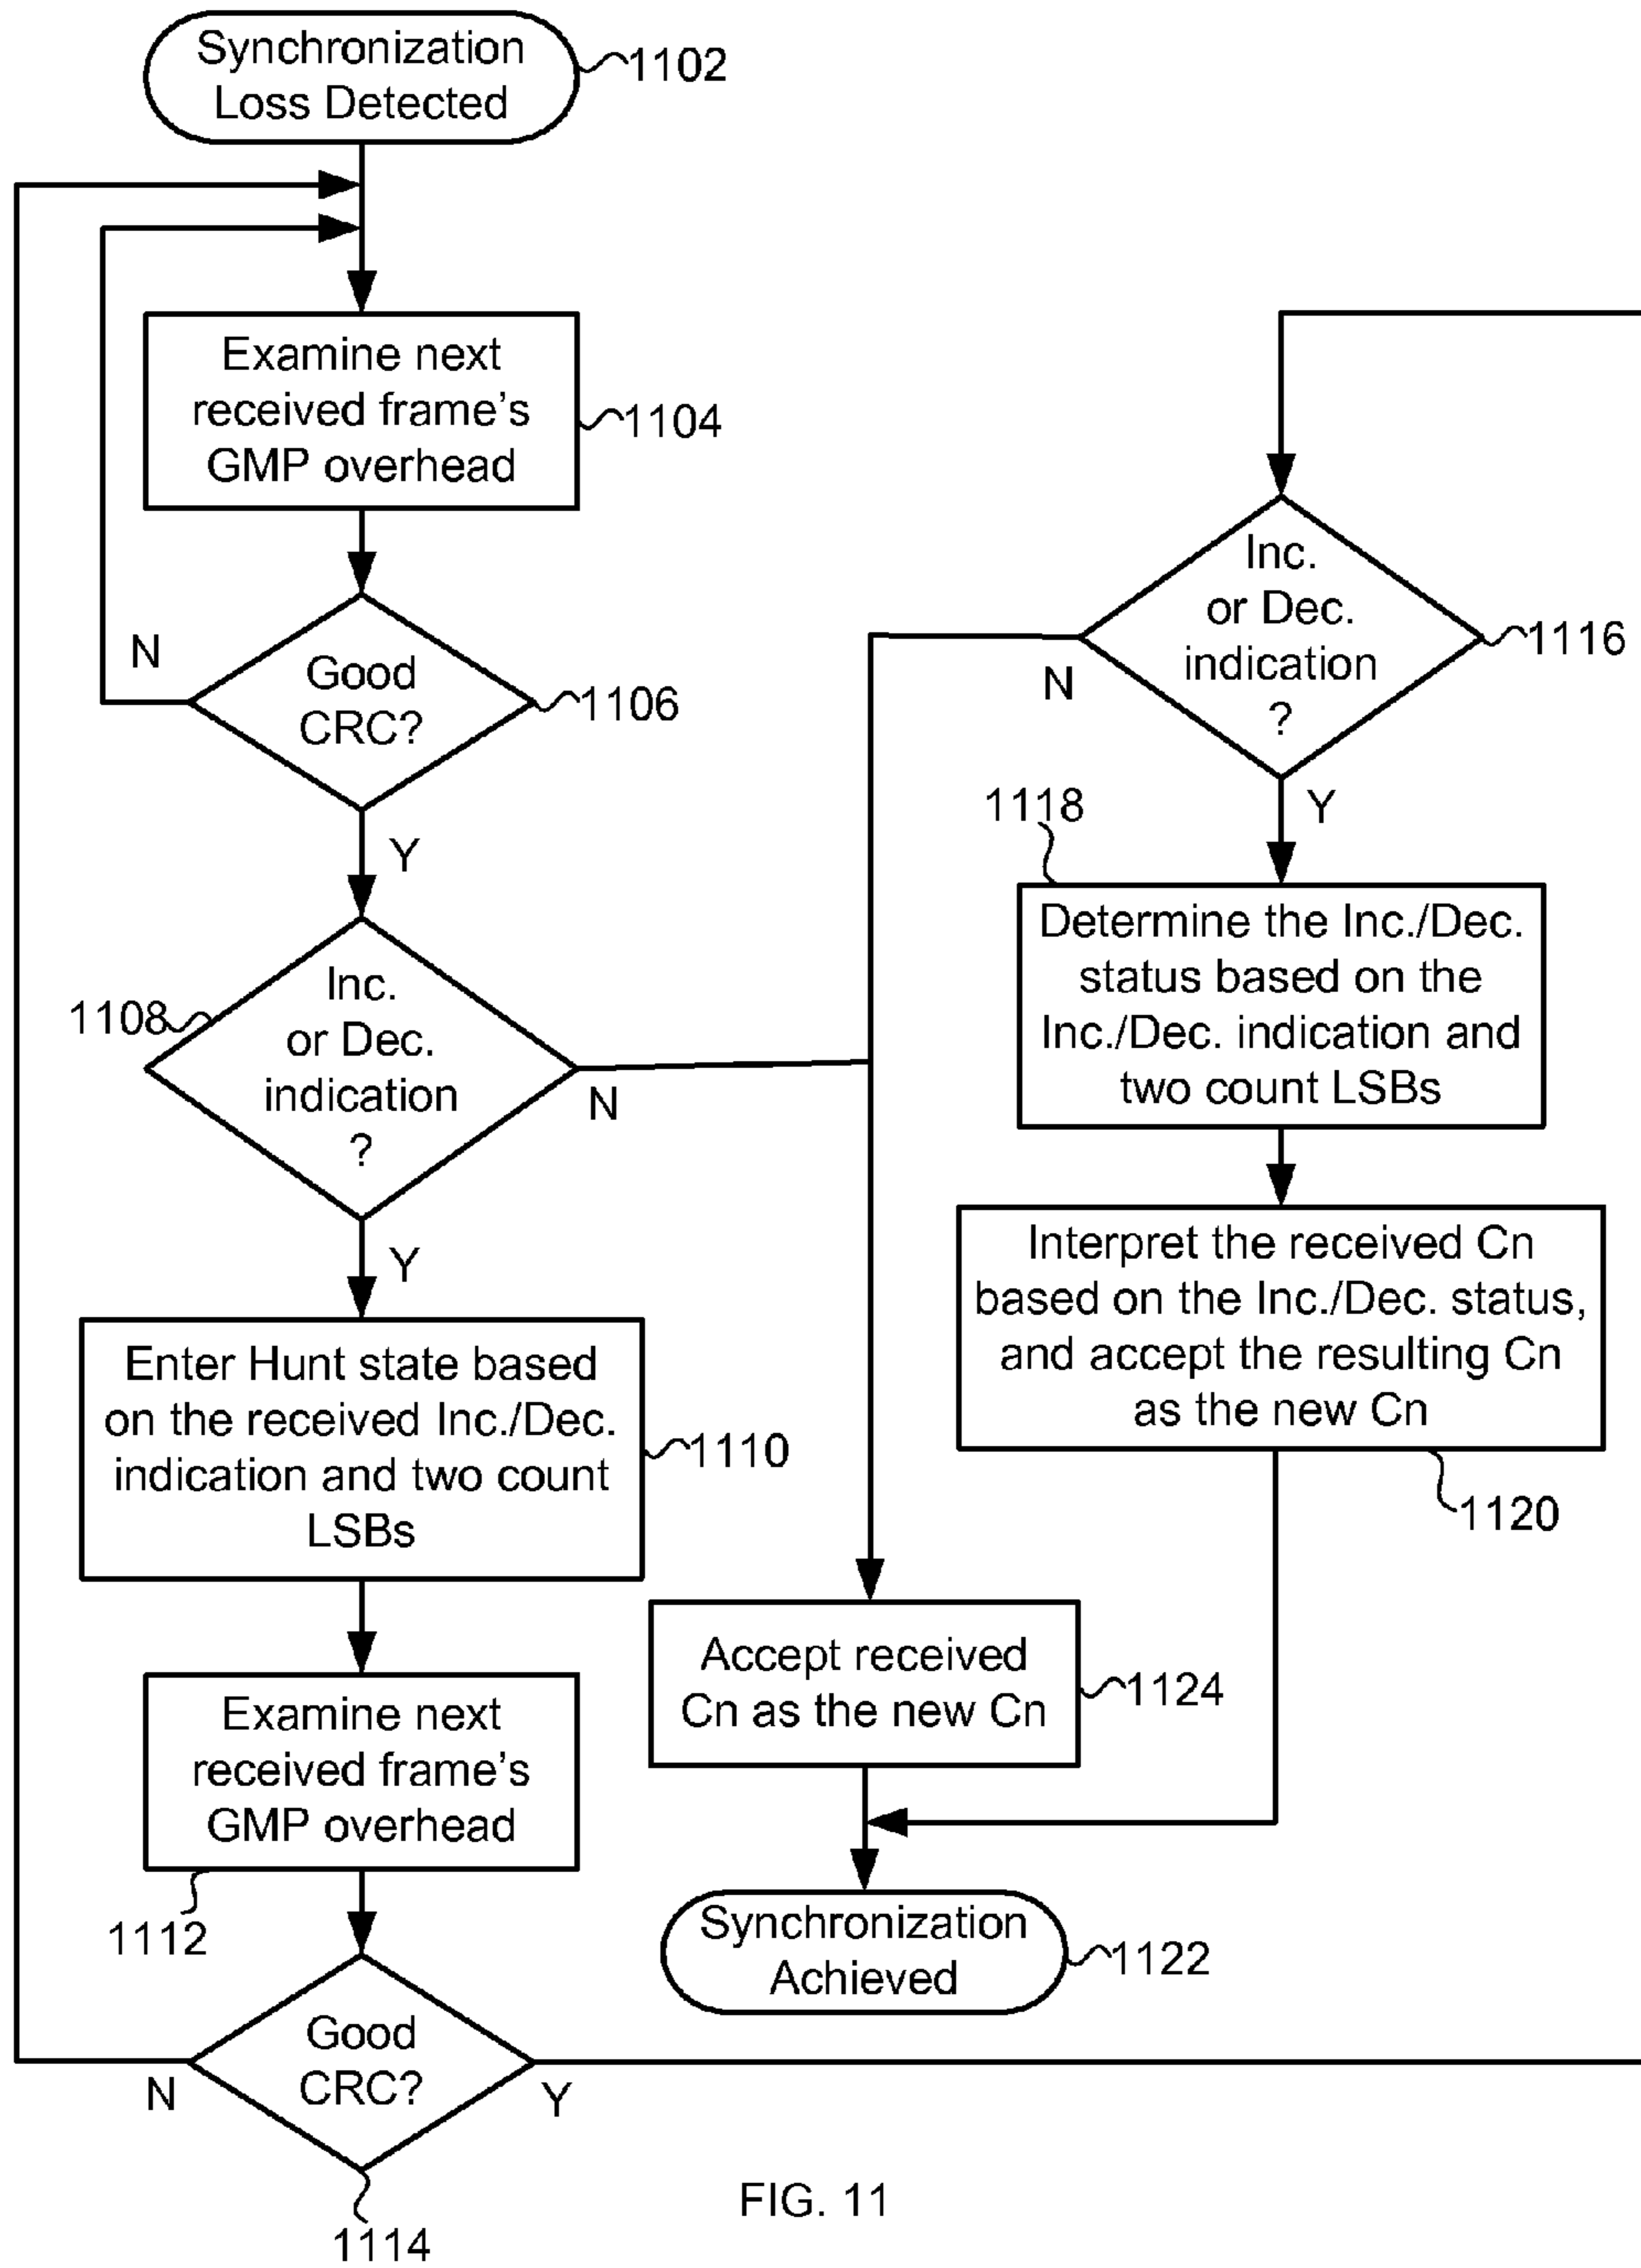 Synchronization
Loss Detected
1102
Examine next
received frame's
GMP overhead
1104
Good
CRC?
1106
N
Y
Inc.
or Dec.
indication
?
1108
N
Y
Enter Hunt state based
on the received Inc./Dec.
indication and two count
LSBs
1110
Examine next
received frame's
GMP overhead
1112
Good
CRC?
N
Y
1114
Inc.
or Dec.
indication
?
1116
N
Y
1118
Determine the Inc./Dec.
status based on the
Inc./Dec. indication and
two count LSBs
Interpret the received Cn
based on the Inc./Dec. status,
and accept the resulting Cn
as the new Cn
1120
Accept received
Cn as the new Cn
1124
Synchronization
Achieved
1122
FIG. 11